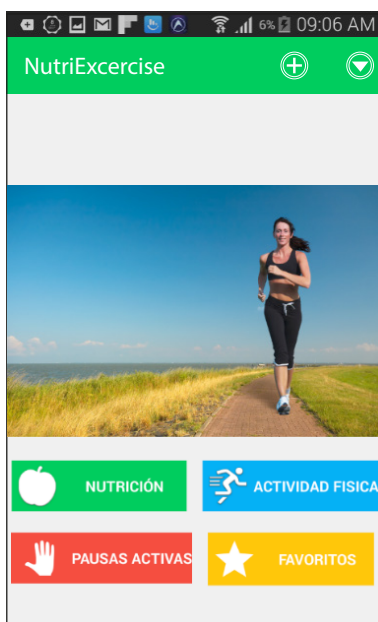 6% 09:06 AM
NutriExcercise
NUTRICIÓN
ACTIVIDAD FISICA
PAUSAS ACTIVAS
FAVORITOS